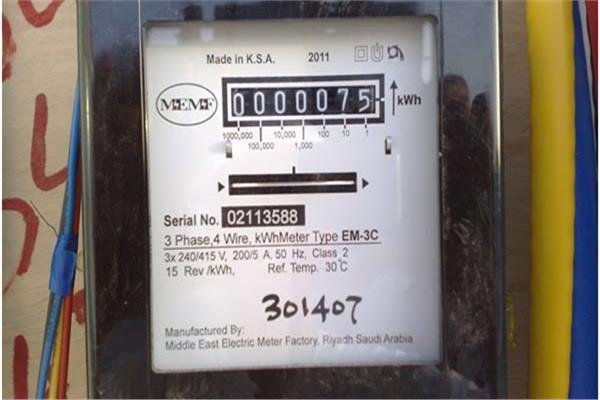 Made in K.S.A. 2011
MEMF
0000075 kWh
1000,000 10,000 100 10 1
100,000 1,000
Serial No. 02113588
3 Phase,4 Wire, kWhMeter Type EM-3C
3x 240/415 V, 200/5 A, 50 Hz, Class 2
15 Rev /kWh, Ref. Temp. 30°C
301407
Manufactured By:
Middle East Electric Meter Factory, Riyadh Saudi Arabia